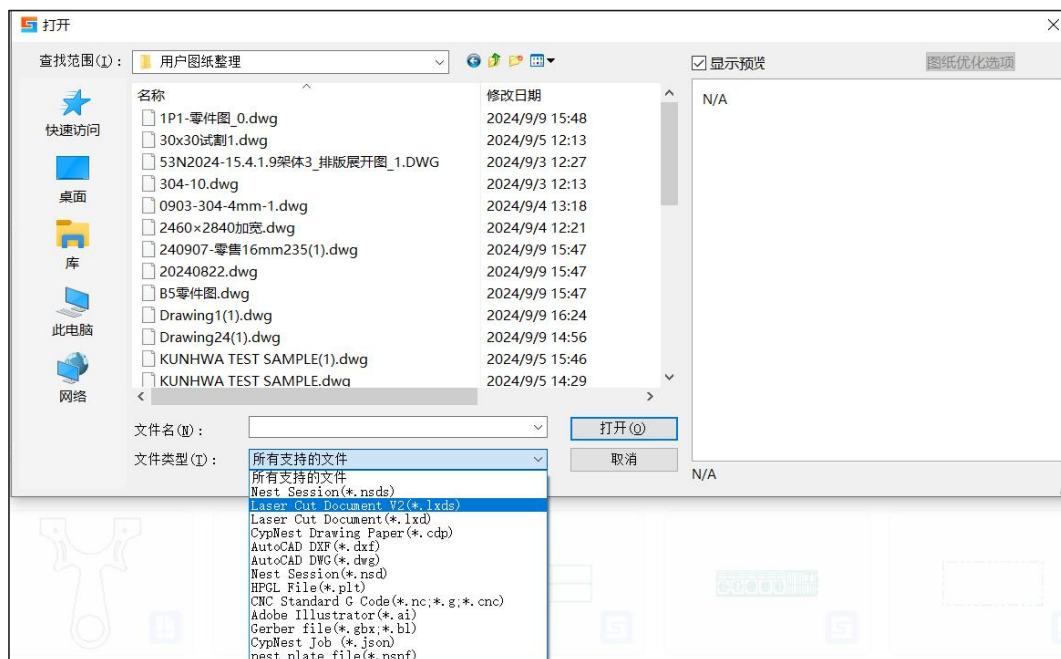 打开
查找范围(I): 用户图纸整理
显示预览 图纸优化选项
快速访问
桌面
库
此电脑
网络
名称 修改日期
1P1-零件图_0.dwg 2024/9/9 15:48
30x30试割1.dwg 2024/9/5 12:13
53N2024-15.4.1.9架体3_排版展开图_1.DWG 2024/9/3 12:27
304-10.dwg 2024/9/3 12:13
0903-304-4mm-1.dwg 2024/9/4 13:18
2460×2840加宽.dwg 2024/9/4 12:21
240907-零售16mm235(1).dwg 2024/9/9 15:47
20240822.dwg 2024/9/9 15:47
B5零件图.dwg 2024/9/9 15:47
Drawing1(1).dwg 2024/9/9 16:24
Drawing24(1).dwg 2024/9/9 14:56
KUNHWA TEST SAMPLE(1).dwg 2024/9/5 15:46
KUNHWA TEST SAMPLE.dwg 2024/9/5 14:29
N/A
文件名(N): 打开(O)
文件类型(T): 所有支持的文件 取消
N/A
所有支持的文件
Nest Session(*.nsds)
Laser Cut Document V2(*.lxds)
Laser Cut Document(*.lxd)
CypNest Drawing Paper(*.cdp)
AutoCAD DXF(*.dxf)
AutoCAD DWG(*.dwg)
Nest Session(*.nsd)
HPGL File(*.plt)
CNC Standard G Code(*.nc;*.g;*.cnc)
Adobe Illustrator(*.ai)
Gerber file(*.gbx;*.bl)
CypNest Job (*.json)
nest plate file(*.nspf)